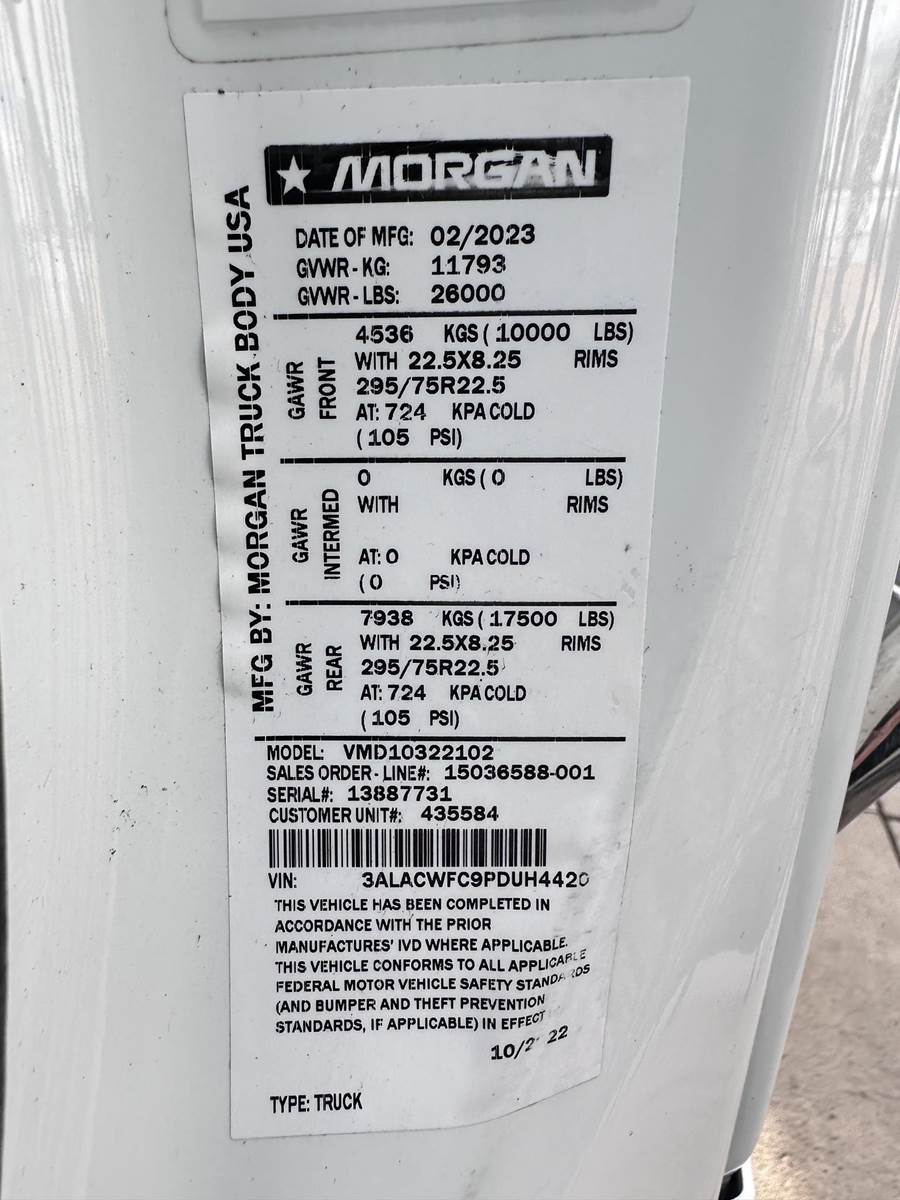 MORGAN
MFG BY: MORGAN TRUCK BODY USA
DATE OF MFG: 02/2023
GVWR - KG: 11793
GVWR - LBS: 26000
GAWR FRONT
4536 KGS ( 10000 LBS)
WITH 22.5X8.25 RIMS
295/75R22.5
AT: 724 KPA COLD
( 105 PSI)
GAWR INTERMED
0 KGS ( 0 LBS)
WITH RIMS
AT: 0 KPA COLD
( 0 PSI)
GAWR REAR
7938 KGS ( 17500 LBS)
WITH 22.5X8.25 RIMS
295/75R22.5
AT: 724 KPA COLD
( 105 PSI)
MODEL: VMD10322102
SALES ORDER - LINE#: 15036588-001
SERIAL#: 13887731
CUSTOMER UNIT#: 435584
VIN:
THIS VEHICLE HAS BEEN COMPLETED IN
ACCORDANCE WITH THE PRIOR
MANUFACTURES' IVD WHERE APPLICABLE.
THIS VEHICLE CONFORMS TO ALL APPLICABLE
FEDERAL MOTOR VEHICLE SAFETY STANDARDS
(AND BUMPER AND THEFT PREVENTION
STANDARDS, IF APPLICABLE) IN EFFECT
TYPE: TRUCK